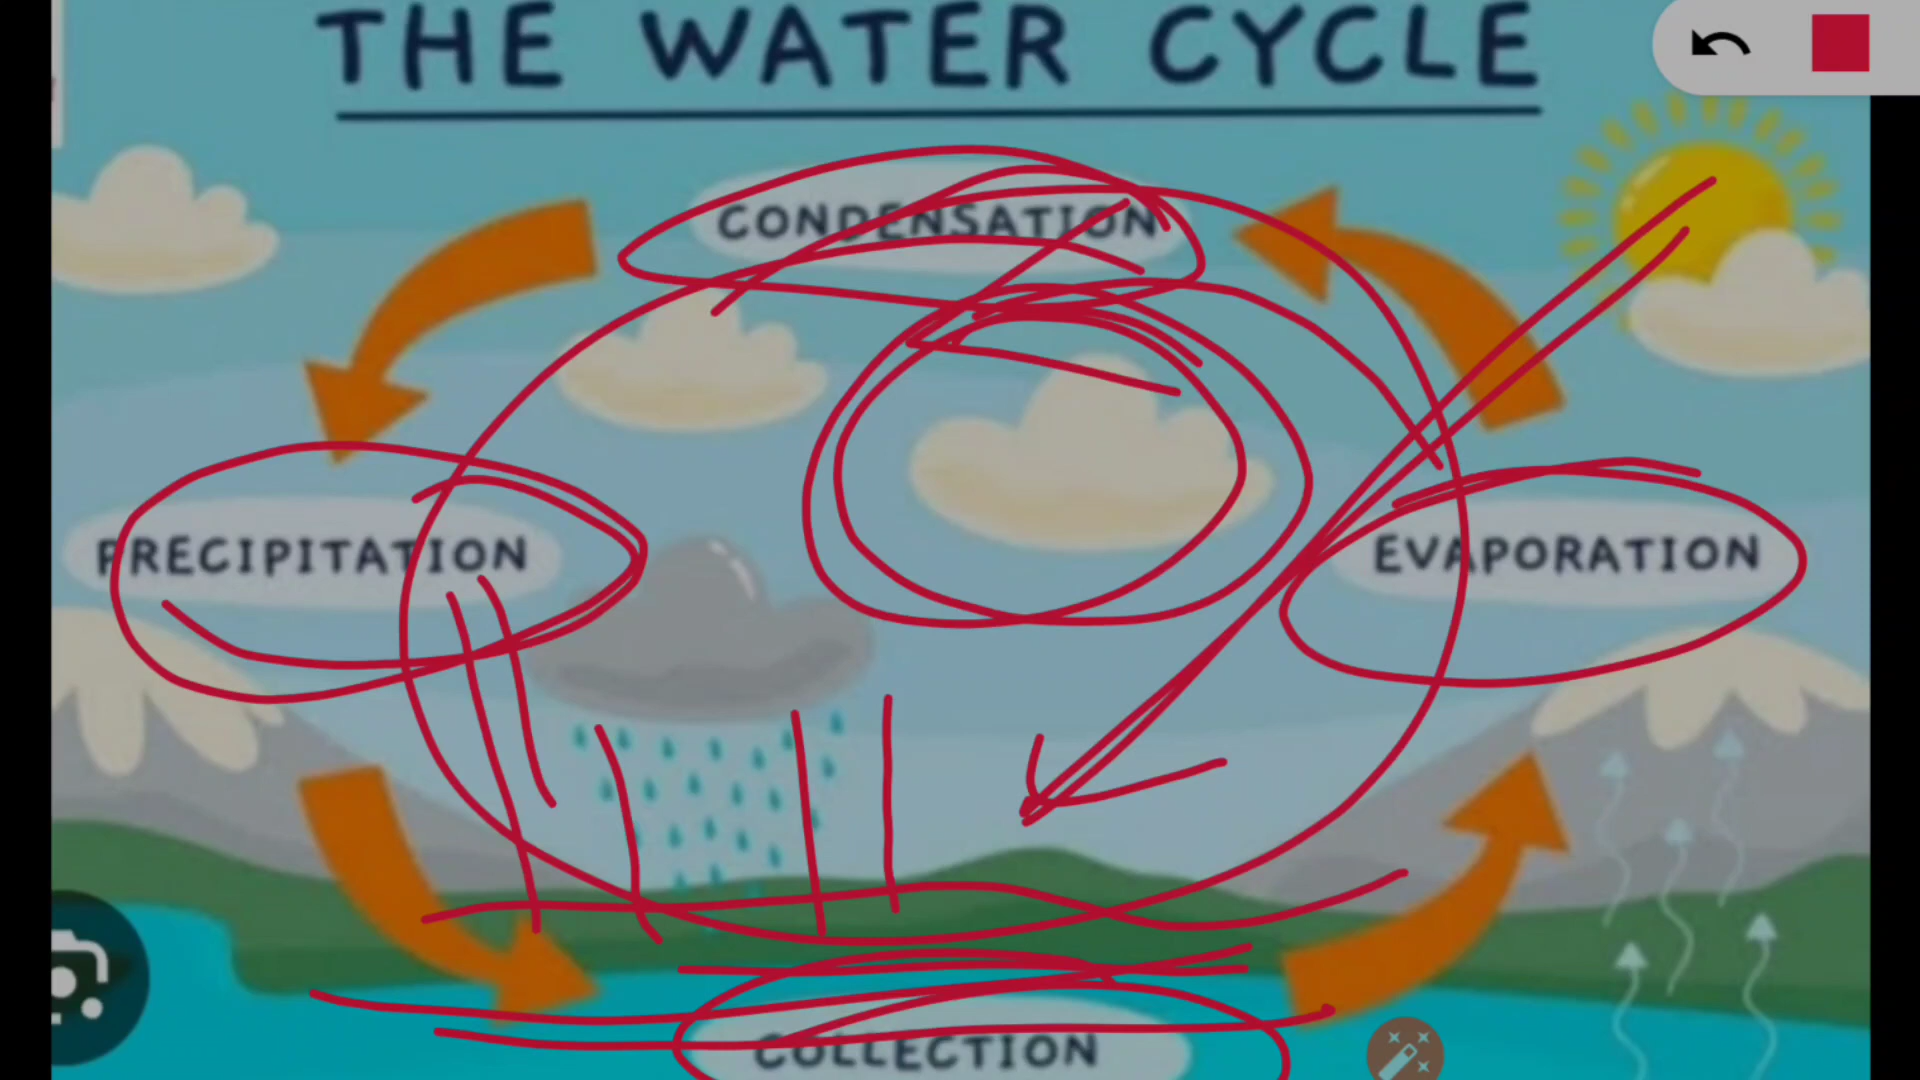 THE WATER CYCLE
CONDENSATION
PRECIPITATION
EVAPORATION
COLLECTION